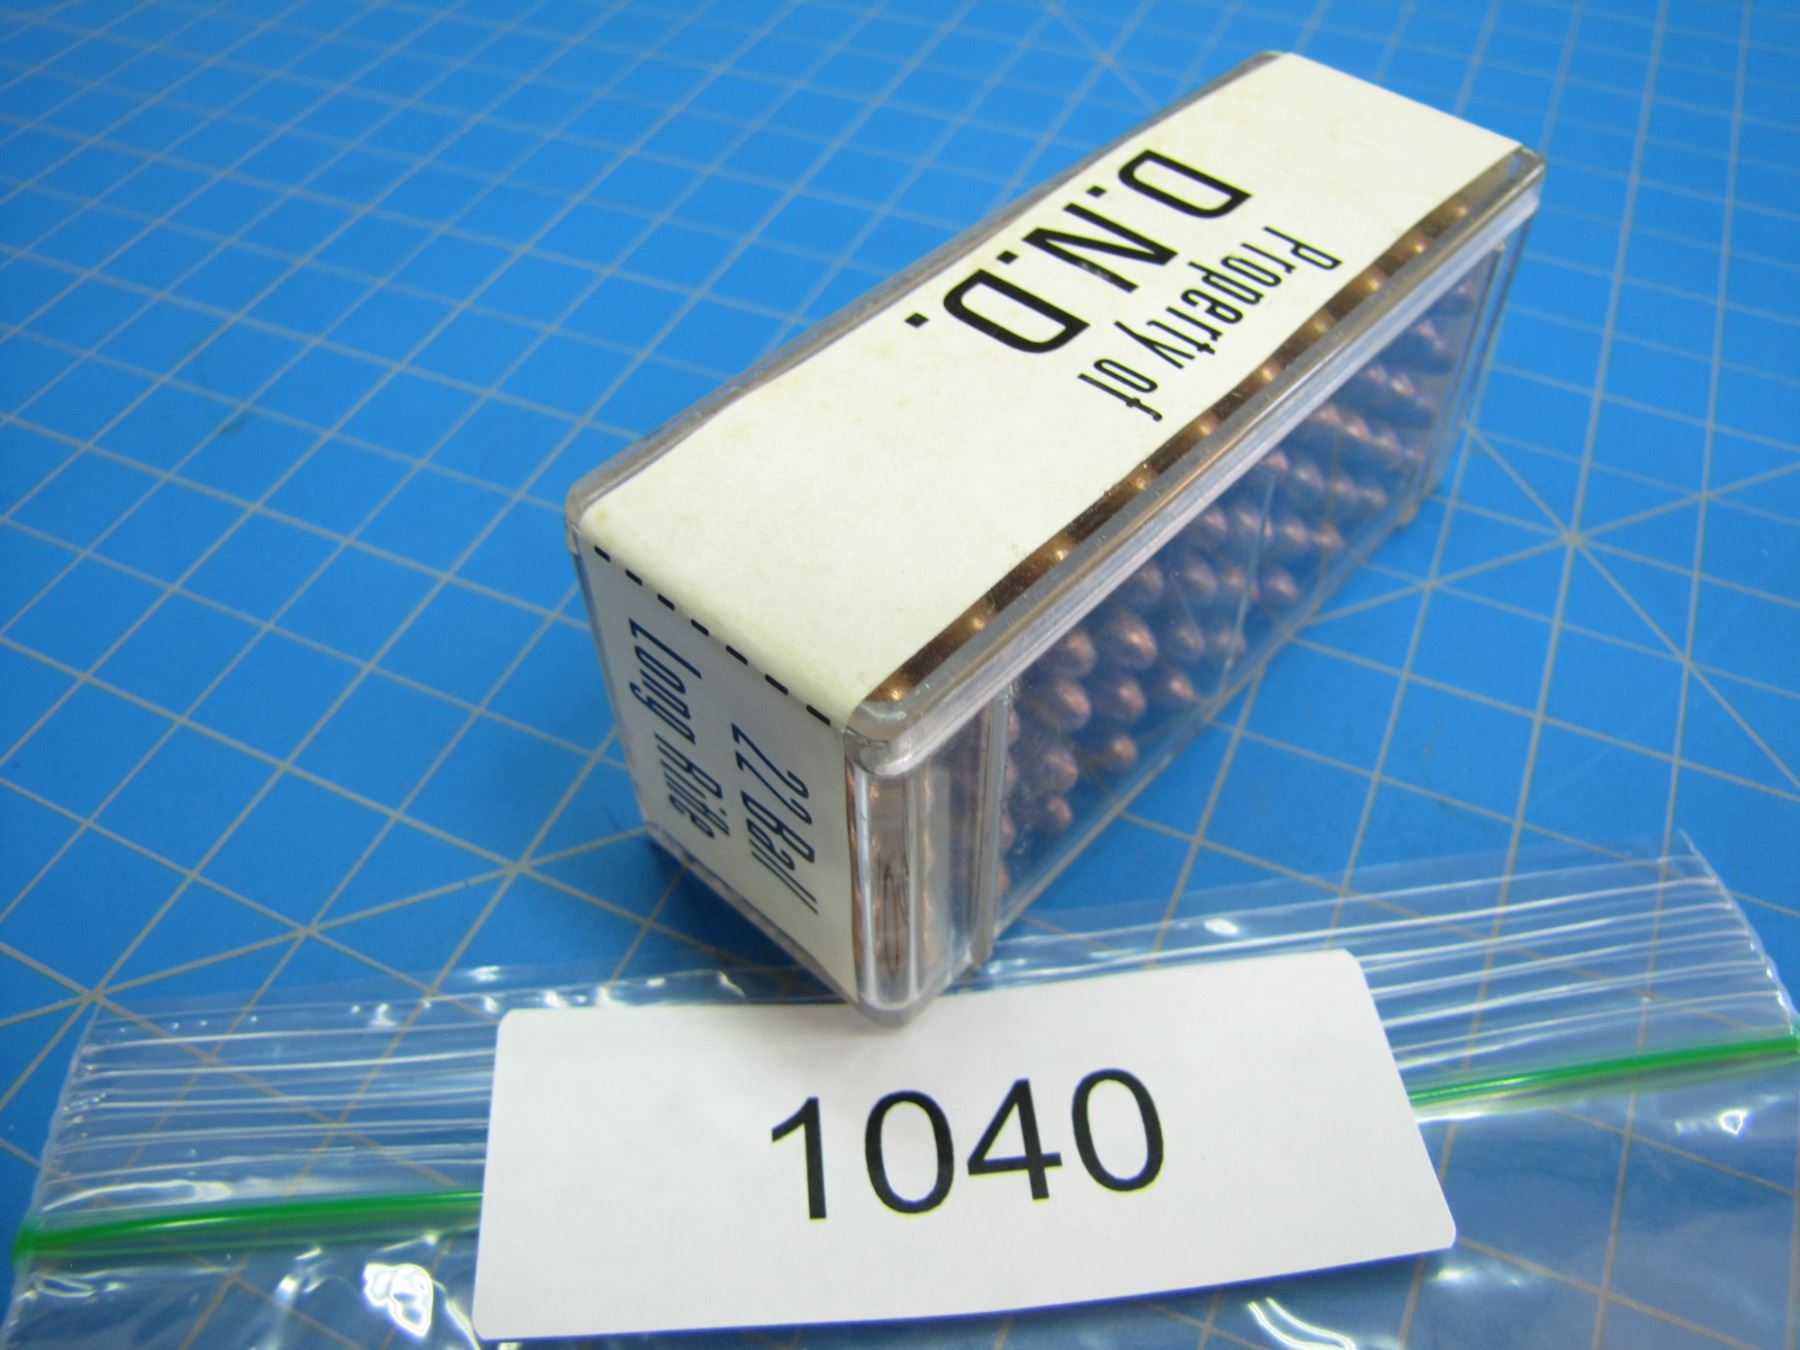 Property of
D.N.D.
22 Ball
Long Rifle
1040